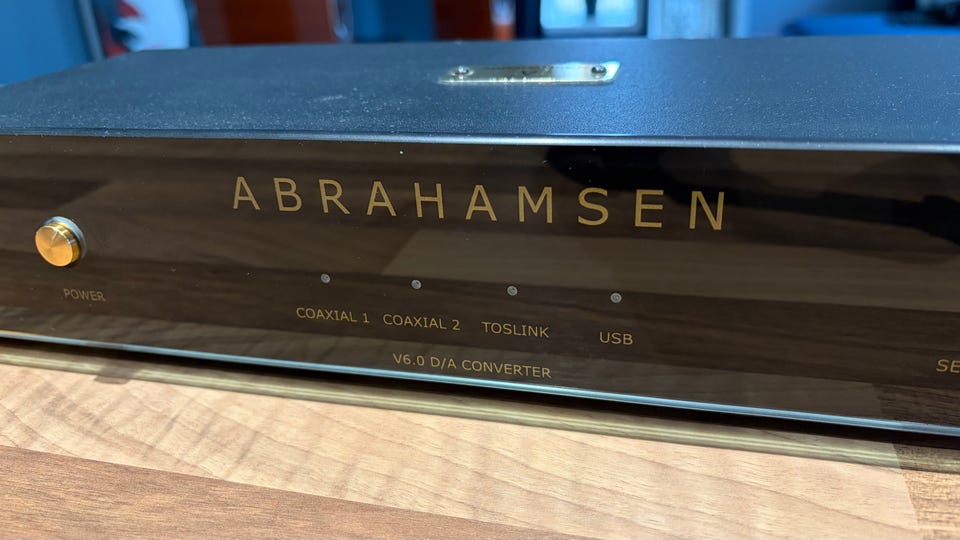 ABRAHAMSEN
POWER
COAXIAL 1 COAXIAL 2 TOSLINK USB
V6.0 D/A CONVERTER